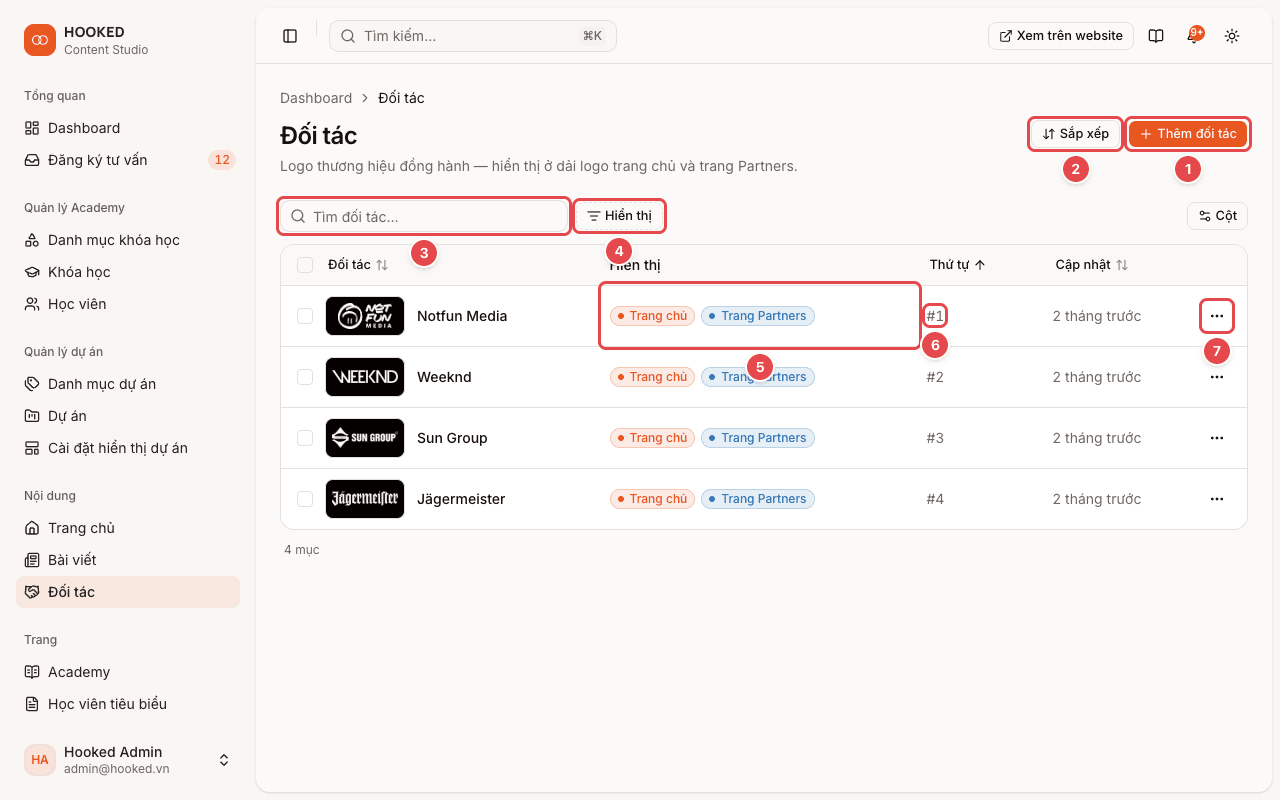 HOOKED
Content Studio
Tổng quan
Dashboard
Đăng ký tư vấn 12
Quản lý Academy
Danh mục khóa học
Khóa học
Học viên
Quản lý dự án
Danh mục dự án
Dự án
Cài đặt hiển thị dự án
Nội dung
Trang chủ
Bài viết
Đối tác
Trang
Academy
Học viên tiêu biểu
HA Hooked Admin
admin@hooked.vn
Tìm kiếm... ⌘K
Xem trên website 9+
Dashboard > Đối tác
Đối tác
Sắp xếp + Thêm đối tác
2 1
Logo thương hiệu đồng hành — hiển thị ở dải logo trang chủ và trang Partners.
Tìm đối tác... Hiển thị Cột
3 4
Đối tác Hiển thị Thứ tự Cập nhật
NOT FUN MEDIA Notfun Media Trang chủ Trang Partners #1 2 tháng trước
5 6 7
WEEKND Weeknd Trang chủ Trang Partners #2 2 tháng trước
SUN GROUP Sun Group Trang chủ Trang Partners #3 2 tháng trước
Jägermeister Jägermeister Trang chủ Trang Partners #4 2 tháng trước
4 mục